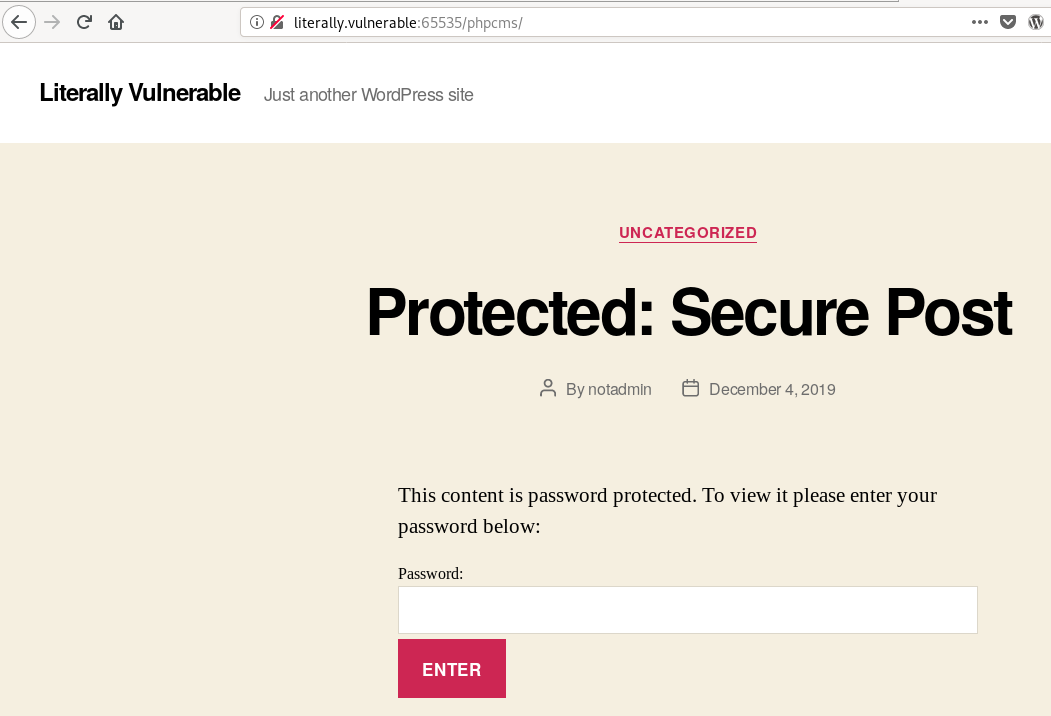 literally.vulnerable:65535/phpcms/
Literally Vulnerable Just another WordPress site
UNCATEGORIZED
Protected: Secure Post
By notadmin December 4, 2019
This content is password protected. To view it please enter your
password below:
Password:
ENTER